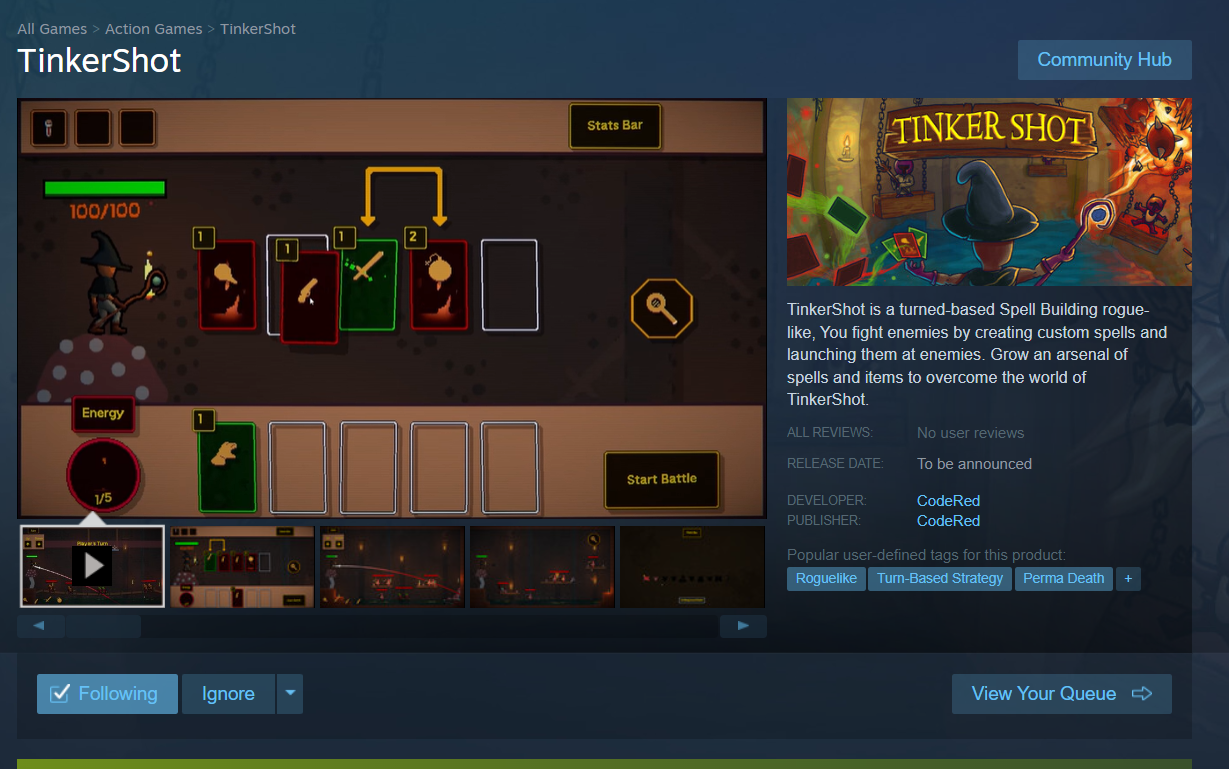 All Games > Action Games > TinkerShot
TinkerShot
Community Hub
Stats Bar
100/100
1
1
1
2
Energy
1
1/5
1
Start Battle
Player's Turn
TINKER SHOT
TinkerShot is a turned-based Spell Building rogue-
like, You fight enemies by creating custom spells and
launching them at enemies. Grow an arsenal of
spells and items to overcome the world of
TinkerShot.
ALL REVIEWS: No user reviews
RELEASE DATE: To be announced
DEVELOPER: CodeRed
PUBLISHER: CodeRed
Popular user-defined tags for this product:
Roguelike Turn-Based Strategy Perma Death +
Following Ignore
View Your Queue